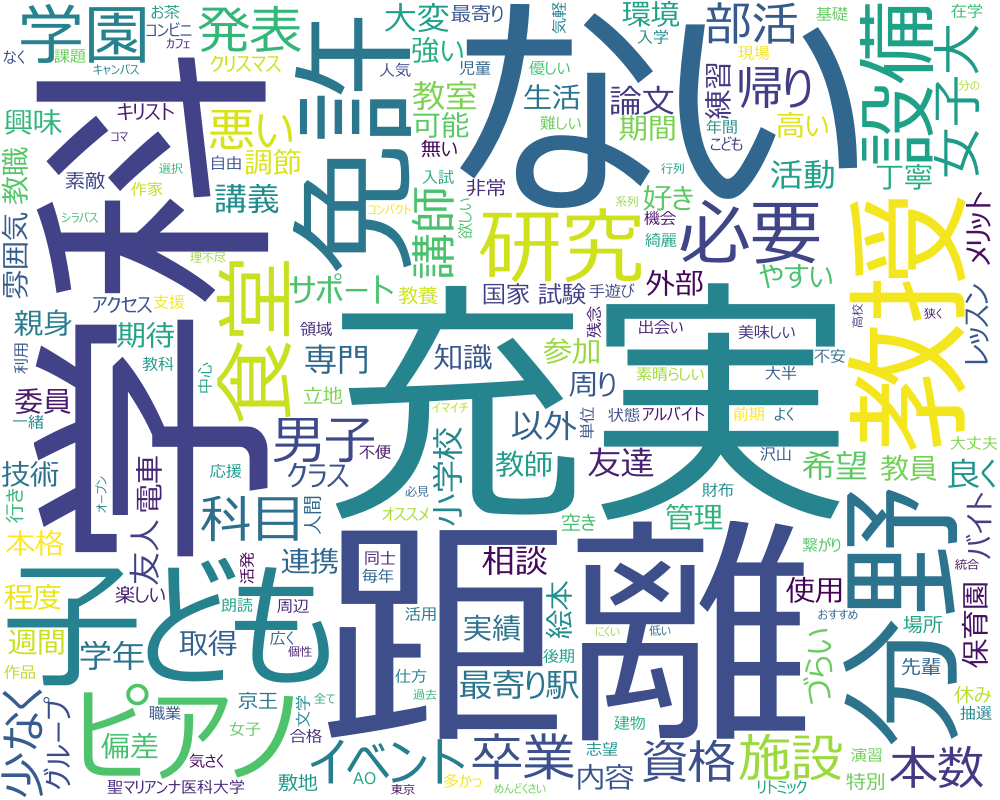 学園
お茶
コンビニ
カフェ
なく
課題
キャンパス
発表
クリスマス
大変
最寄り
気軽
強い
人気
児童
優しい
環境
入学
部活
基礎
在学
現場
設備
女子大
分の
学科
免許
ない
興味
キリスト
悪い
教室
可能
生活
難しい
論文
期間
練習
年間
こども
帰り
高い
教職
素敵
コマ
選択
自由
作家
調節
無い
入試
非常
好き
行列
活動
丁寧
講義
講師
欲しい
コンパクト
系列
機会
綺麗
必要
雰囲気
シラバス
理不尽
研究
教授
メリット
アクセス
支援
食堂
サポート
教養
国家
試験
手遊び
外部
やすい
親身
期待
領域
残念
出会い
美味しい
高校
狭く
レッスン
利用
教科
中心
専門
知識
参加
周り
素晴らしい
大半
不安
立地
充実
委員
一緒
男子
イマイチ
以外
単位
状態
アルバイト
前期
よく
大丈夫
技術
電車
応援
クラス
不便
小学校
教師
友達
沢山
希望
教員
良く
行き
オープン
友人
科目
人間
必見
オススメ
空き
管理
財布
バイト
本格
連携
同士
毎年
相談
繋がり
分野
統合
子ども
程度
楽しい
活発
朗読
周辺
距離
活用
実績
絵本
使用
おすすめ
保育園
週間
学年
取得
広く
個性
にくい
低い
場所
作品
仕方
過去
後期
最寄り駅
づらい
先輩
少なく
グループ
ピアノ
偏差
職業
京王
文学
全て
女子
合格
建物
休み
抽選
気さく
イベント
卒業
志望
内容
資格
施設
演習
特別
本数
聖マリアンナ医科大学
敷地
AO
東京
多かっ
めんどくさい
リトミック